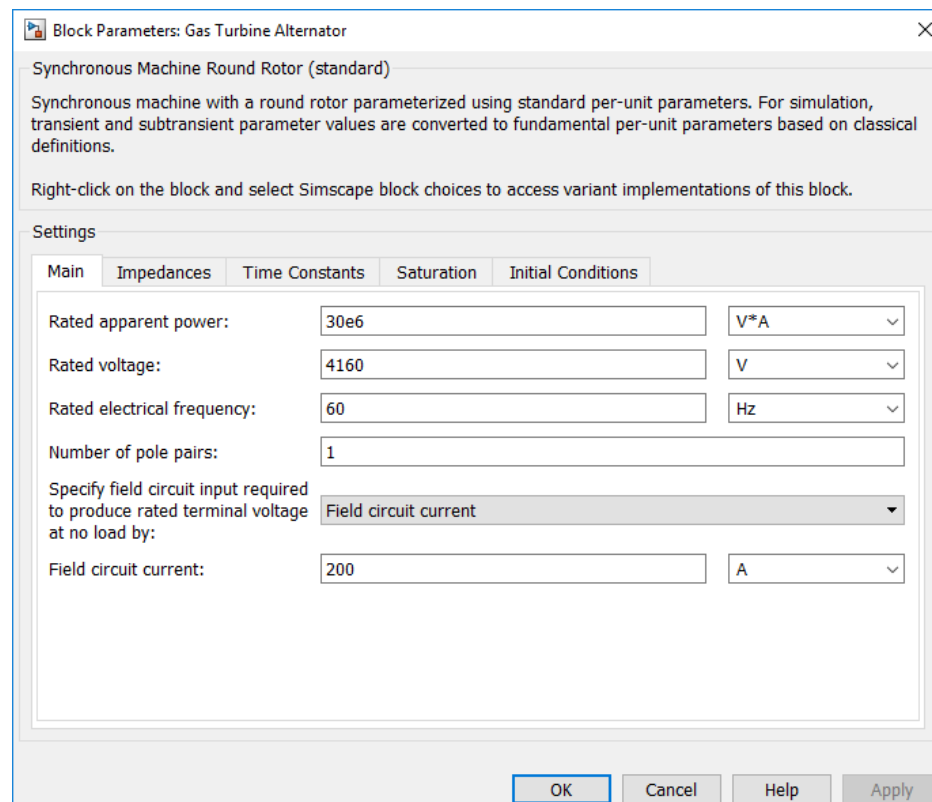 Block Parameters: Gas Turbine Alternator
Synchronous Machine Round Rotor (standard)
Synchronous machine with a round rotor parameterized using standard per-unit parameters. For simulation,
transient and subtransient parameter values are converted to fundamental per-unit parameters based on classical
definitions.
Right-click on the block and select Simscape block choices to access variant implementations of this block.
Settings
Main Impedances Time Constants Saturation Initial Conditions
Rated apparent power: 30e6 V*A
Rated voltage: 4160 V
Rated electrical frequency: 60 Hz
Number of pole pairs: 1
Specify field circuit input required
to produce rated terminal voltage Field circuit current
at no load by:
Field circuit current: 200 A
OK Cancel Help Apply